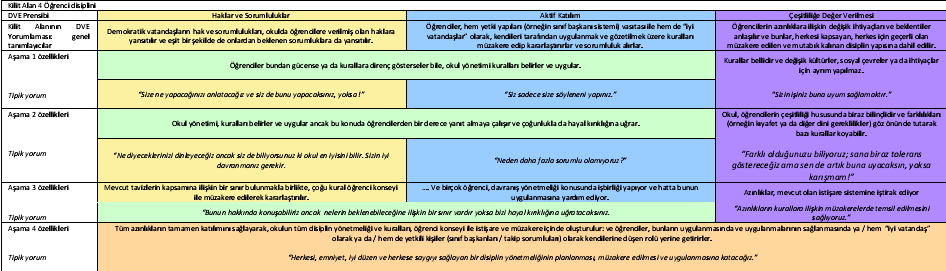 Kilit Alan 4 Öğrenci disiplini
DVE Prensibi
Haklar ve Sorumluluklar
Aktif Katılım
Çeşitliliğe Değer Verilmesi
Kilit Alanının DVE
Yorumlaması: genel
tanımlayıcılar
Demokratik vatandaşların hak ve sorumlulukları, okulda öğrencilere verilmiş olan haklara
yansıtılır ve eşit bir şekilde de onlardan beklenen sorumluluklara da yansıtılır.
Öğrenciler, hem yetki yapıları (örneğin sınıf başkanı sistemi) vasıtası ile hem de "iyi
vatandaşlar" olarak, kendileri tarafından uygulanmak ve gözetilmek üzere kuralları
müzakere edip kararlaştırırlar ve sorumluluk alırlar.
Öğrencilerin azınlıklara ilişkin değişik ihtiyaçları ve beklentileri
anlaşılır ve bunlar, herkesi kapsayan, herkes için geçerli olan
müzakere edilen ve mutabık kalınan disiplin yapısına dahil edilir.
Aşama 1 özellikleri
Öğrenciler bundan gücense ya da kurallara direnç gösterseler bile, okul yönetimi kuralları belirler ve uygular.
Kurallar bellidir ve değişik kültürler, sosyal çevreler ya da ihtiyaçlar
için ayrım yapılmaz.
Tipik yorum
"Size ne yapacağınızı anlatacağız ve siz de bunu yapacaksınız, yoksa!"
"Siz sadece size söyleneni yapınız."
"Sizin işiniz buna uyum sağlamaktır."
Aşama 2 özellikleri
Okul yönetimi, kuralları belirler ve uygular ancak bu konuda öğrencilerden bir derece yanıt almaya çalışır ve çoğunlukla da hayal kırıklığına uğrar.
Okul, öğrencilerin çeşitliliği hususunda biraz bilinçlidir ve farklılıkları
(örneğin kıyafet ya da diğer dini gereklilikler) göz önünde tutarak
bazı kurallar koyabilir.
Tipik yorum
"Ne diyeceklerinizi dinleyeceğiz ancak siz de biliyorsunuz ki okul en iyisini bilir. Sizin iyi
davranmanız gerekir.
"Neden daha fazla sorumlu olamıyoruz?"
"Farklı olduğunuzu biliyoruz; sana biraz tolerans
göstereceğiz ama sen de artık buna uyacaksın, yoksa
karışmam!"
Aşama 3 özellikleri
Mevcut tavizlerin kapsamına ilişkin bir sınır bulunmakla birlikte, çoğu kural öğrenci konseyi
ile müzakere edilerek kararlaştırılır.
.... Ve birçok öğrenci, davranış yönetmeliği konusunda işbirliği yapıyor ve hatta bunun
uygulanmasına yardım ediyor.
Azınlıklar, mevcut olan istişare sistemine iştirak ediyor
Tipik yorum
"Bunun hakkında konuşabiliriz ancak nelerin beklenebileceğine ilişkin bir sınır vardır yoksa bizi hayal kırıklığına uğratacaksınız.
"Azınlıkların kurallara ilişkin müzakerelerde temsil edilmesini
sağlıyoruz."
Aşama 4 özellikleri
Tüm azınlıkların tamamen katılımını sağlayarak, okulun tüm disiplin yönetmeliği ve kuralları, öğrenci konseyi ile istişare ve müzakere içinde oluşturulur: ve öğrenciler, bunların uygulanmasında ve uygulanmalarının sağlanmasında ya / hem "iyi vatandaş"
olarak ya da / hem de yetkili kişiler (sınıf başkanları / takip sorumluları) olarak kendilerine düşen rolü yerine getirirler.
Tipik yorum
"Herkesi, emniyet, iyi düzen ve herkese saygıyı sağlayan bir disiplin yönetmeliğinin planlanması, müzakere edilmesi ve uygulanmasına katacağız."